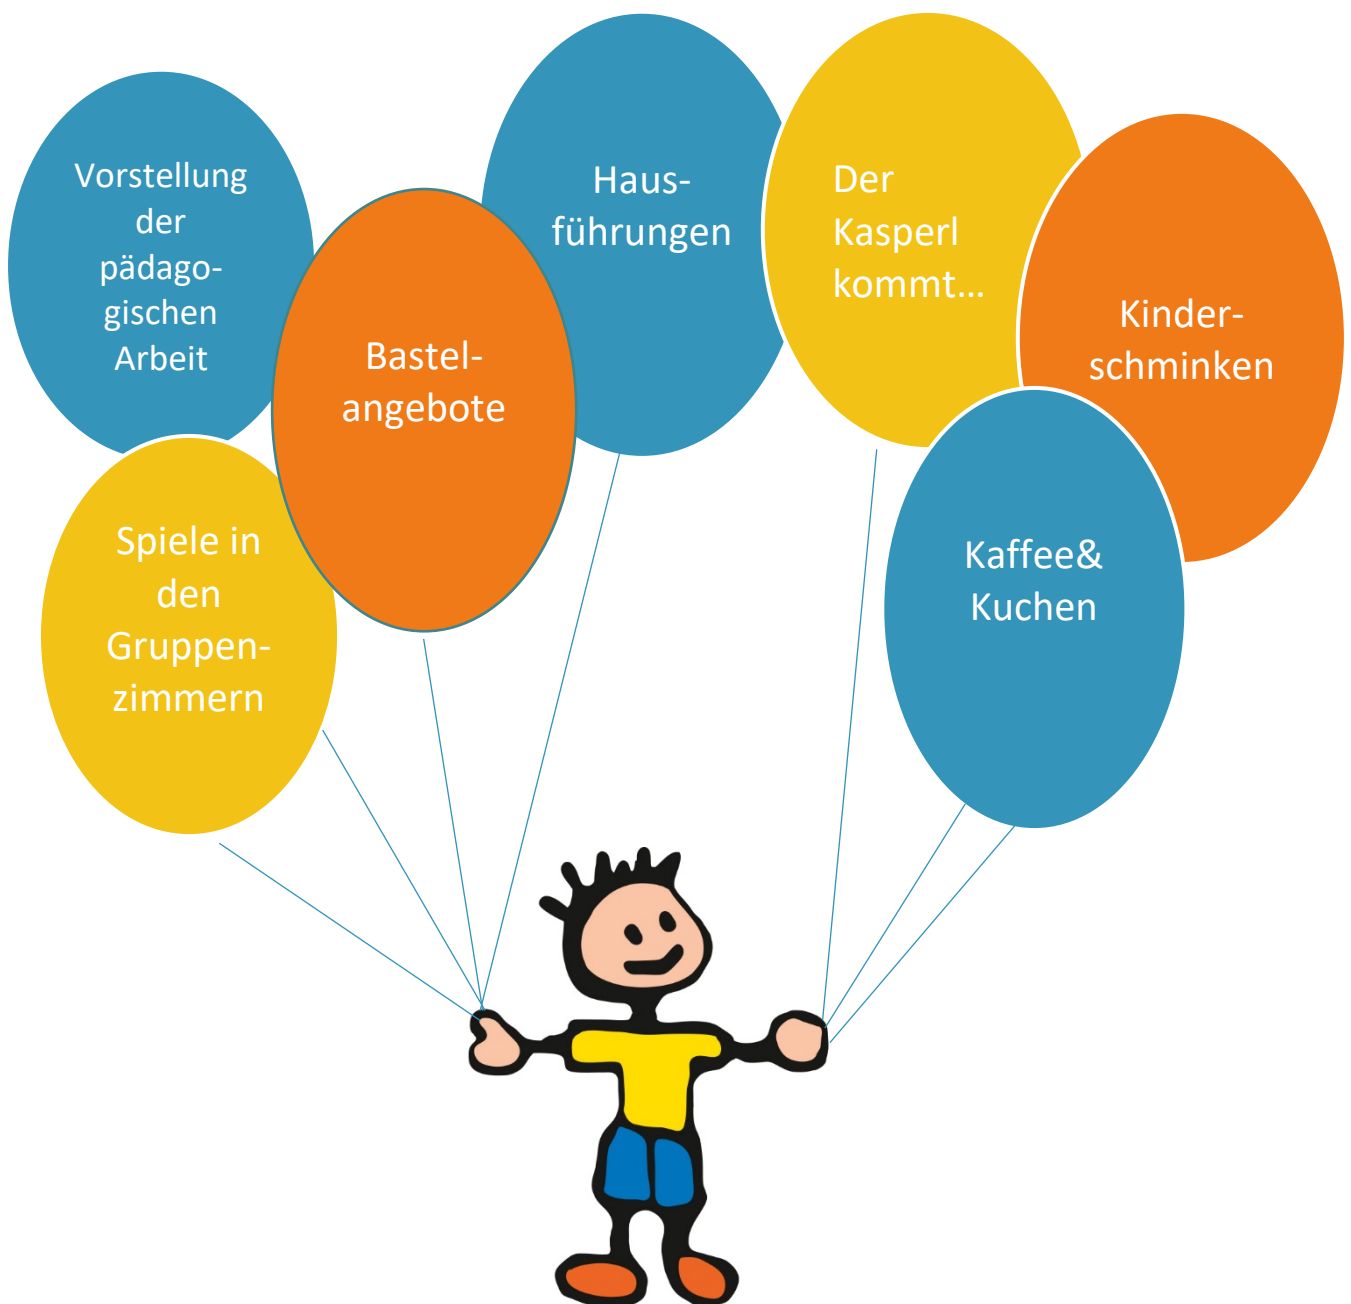 Vorstellung
der
pädago-
gischen
Arbeit
Bastel-
angebote
Haus-
führungen
Der
Kasperl
kommt…
Kinder-
schminken
Spiele in
den
Gruppen-
zimmern
Kaffee&
Kuchen